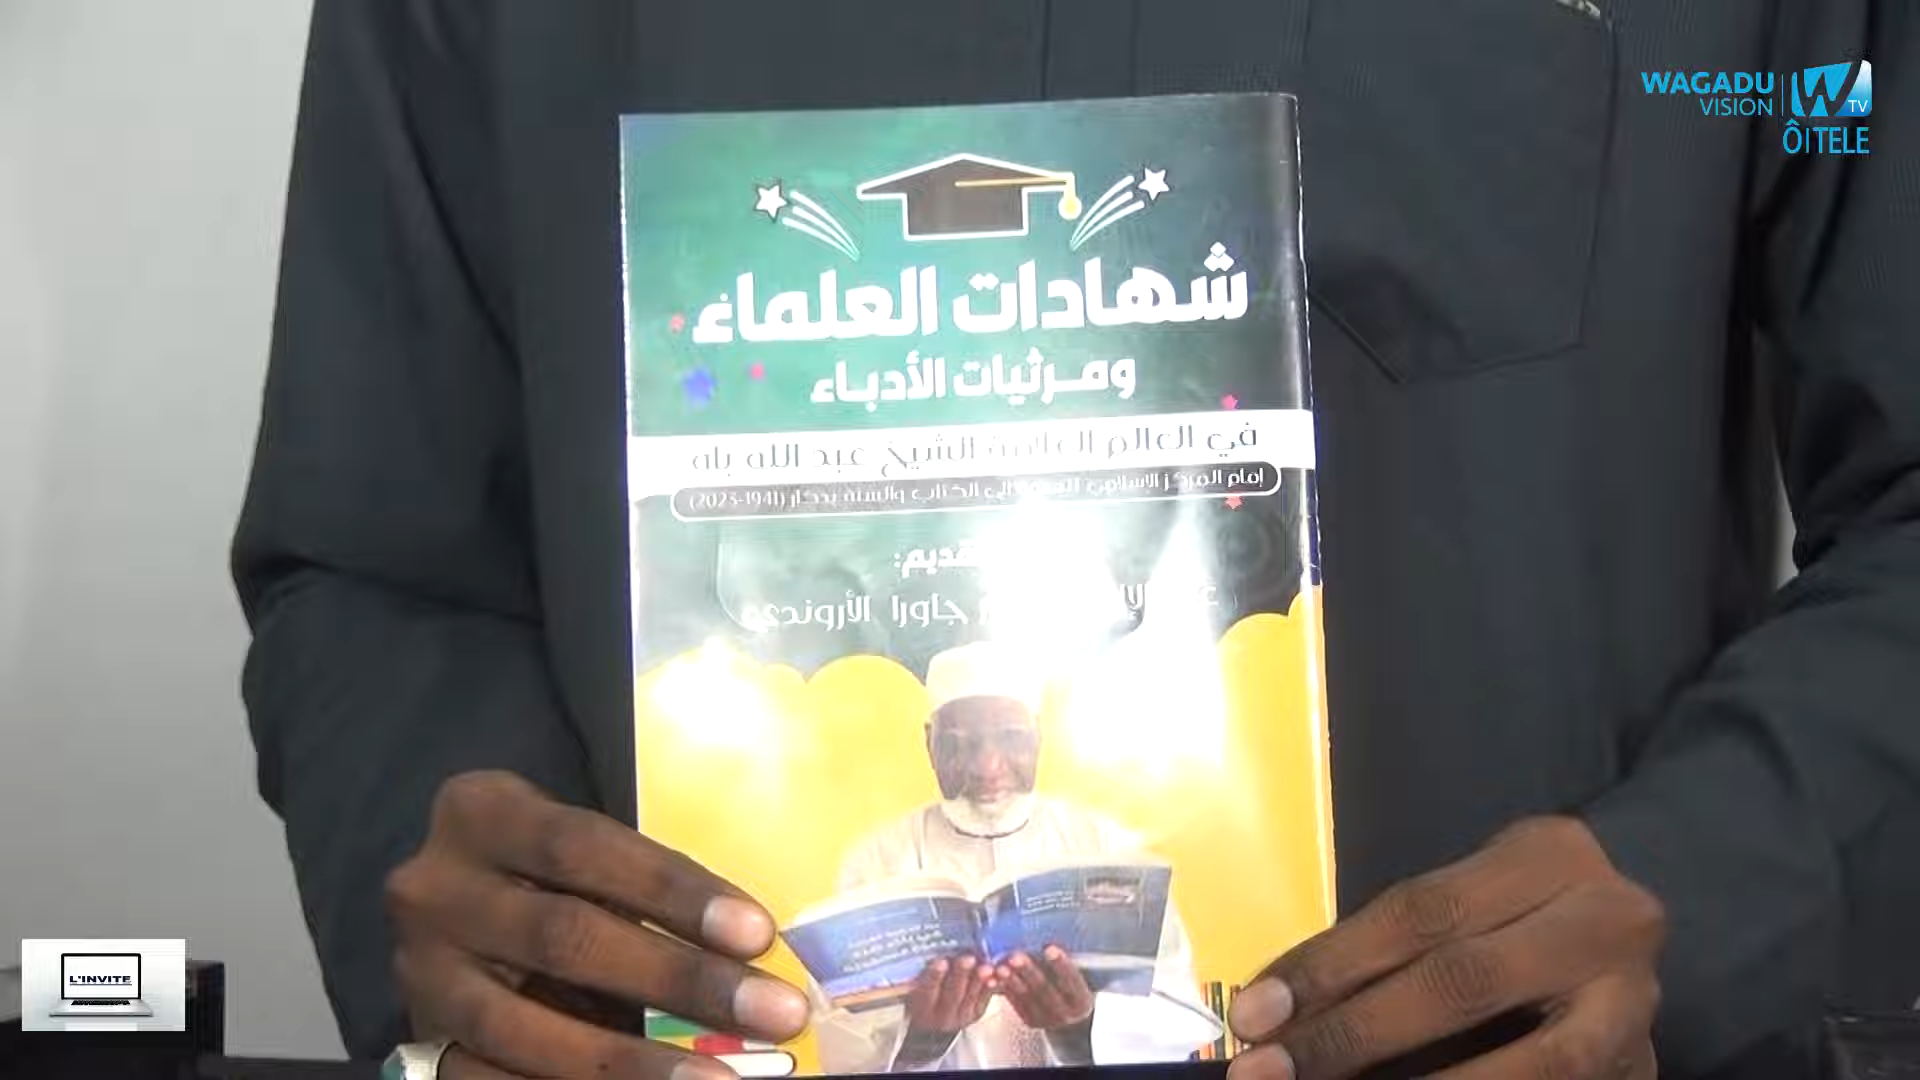 WAGADU
VISION
TV
ÔITELE
شهادات العلماء
ومرثيات الأدباء
في العالم العلامة الشيخ عبد الله باه
إمام المركز الإسلامي إلى الكتاب والسنة بدكار (1941-2023)
تقديم:
جاورا الأروندي
L'INVITE